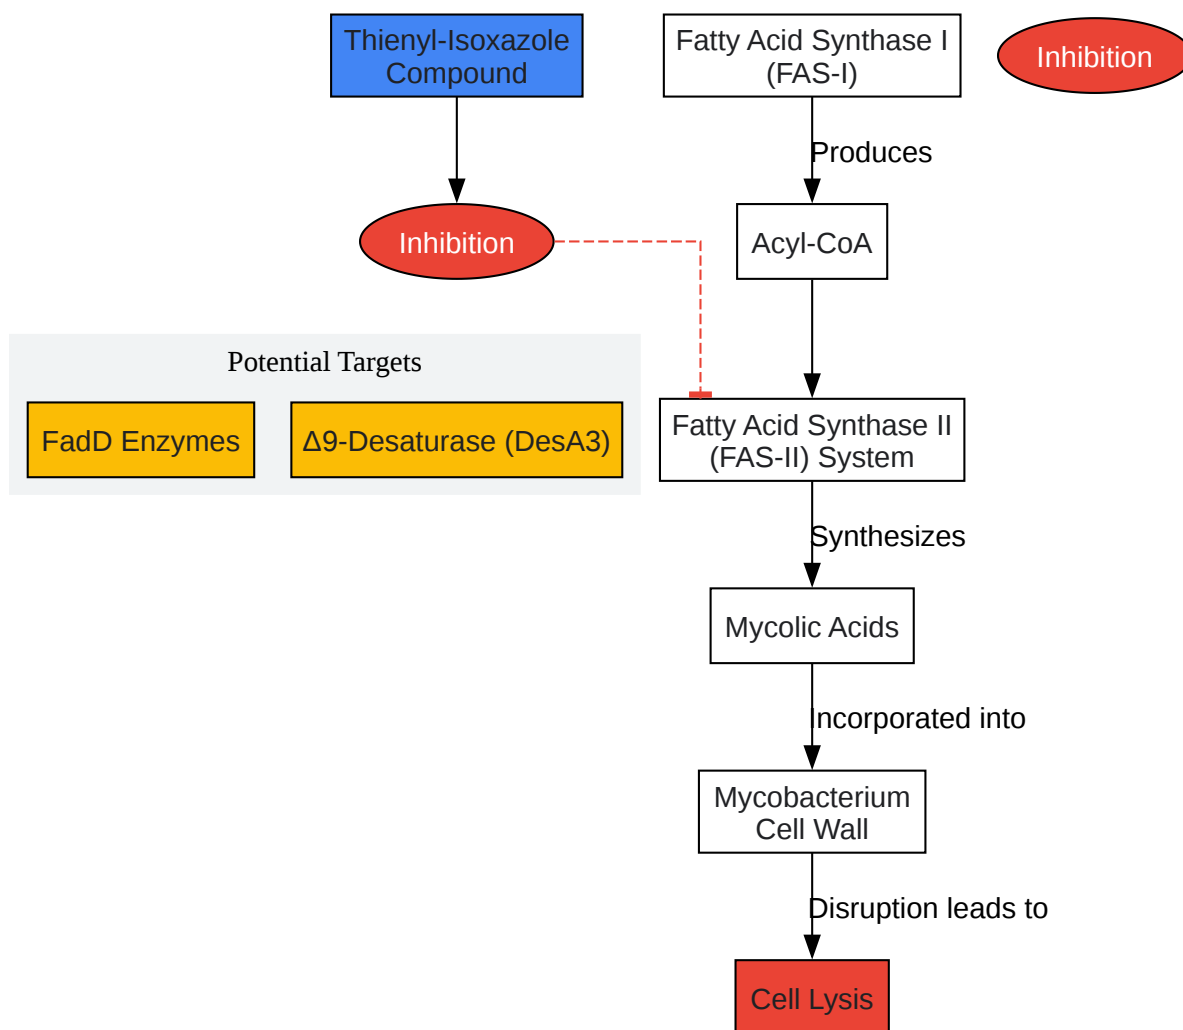 Thienyl-Isoxazole
Compound
Fatty Acid Synthase I
(FAS-I)
Inhibition
Produces
Inhibition
Acyl-CoA
Potential Targets
FadD Enzymes
Δ9-Desaturase (DesA3)
Fatty Acid Synthase II
(FAS-II) System
Synthesizes
Mycolic Acids
Incorporated into
Mycobacterium
Cell Wall
Disruption leads to
Cell Lysis